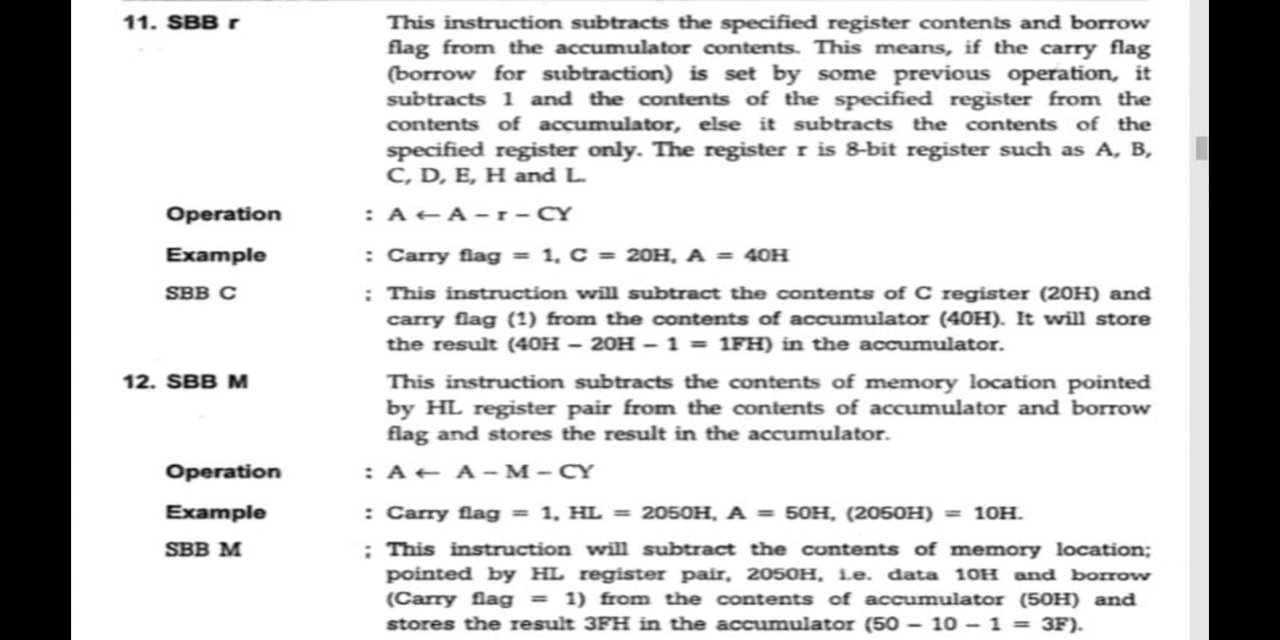 11. SBB r This instruction subtracts the specified register contents and borrow
flag from the accumulator contents. This means, if the carry flag
(borrow for subtraction) is set by some previous operation, it
subtracts 1 and the contents of the specified register from the
contents of accumulator, else it subtracts the contents of the
specified register only. The register r is 8-bit register such as A, B,
C, D, E, H and L.
Operation : A ← A – r – CY
Example : Carry flag = 1, C = 20H, A = 40H
SBB C ; This instruction will subtract the contents of C register (20H) and
carry flag (1) from the contents of accumulator (40H). It will store
the result (40H – 20H – 1 = 1FH) in the accumulator.
12. SBB M This instruction subtracts the contents of memory location pointed
by HL register pair from the contents of accumulator and borrow
flag and stores the result in the accumulator.
Operation : A ← A – M – CY
Example : Carry flag = 1, HL = 2050H, A = 50H, (2050H) = 10H.
SBB M ; This instruction will subtract the contents of memory location;
pointed by HL register pair, 2050H, i.e. data 10H and borrow
(Carry flag = 1) from the contents of accumulator (50H) and
stores the result 3FH in the accumulator (50 – 10 – 1 = 3F).